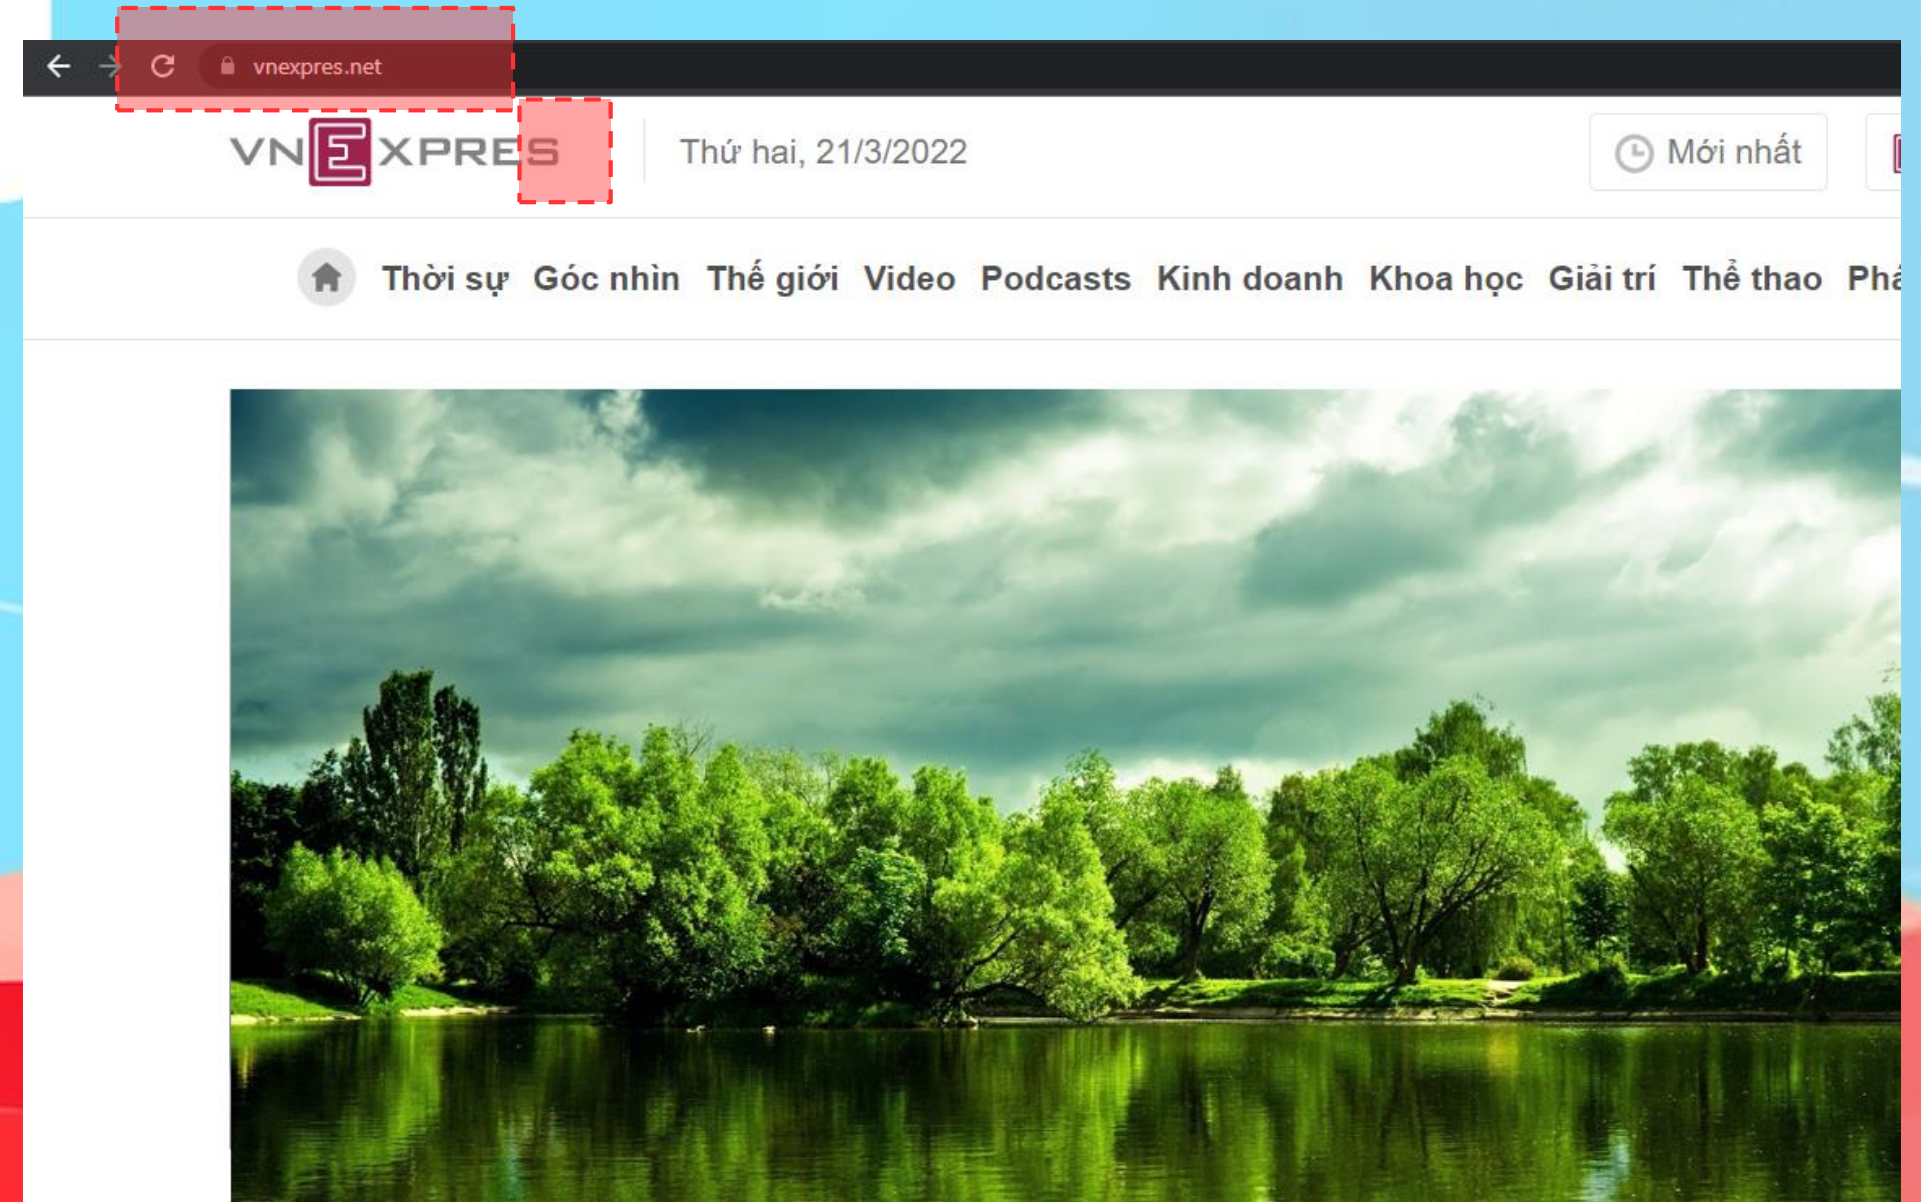 vnexpres.net
VNEXPRES
Thứ hai, 21/3/2022
Mới nhất
Thời sự Góc nhìn Thế giới Video Podcasts Kinh doanh Khoa học Giải trí Thể thao Phá